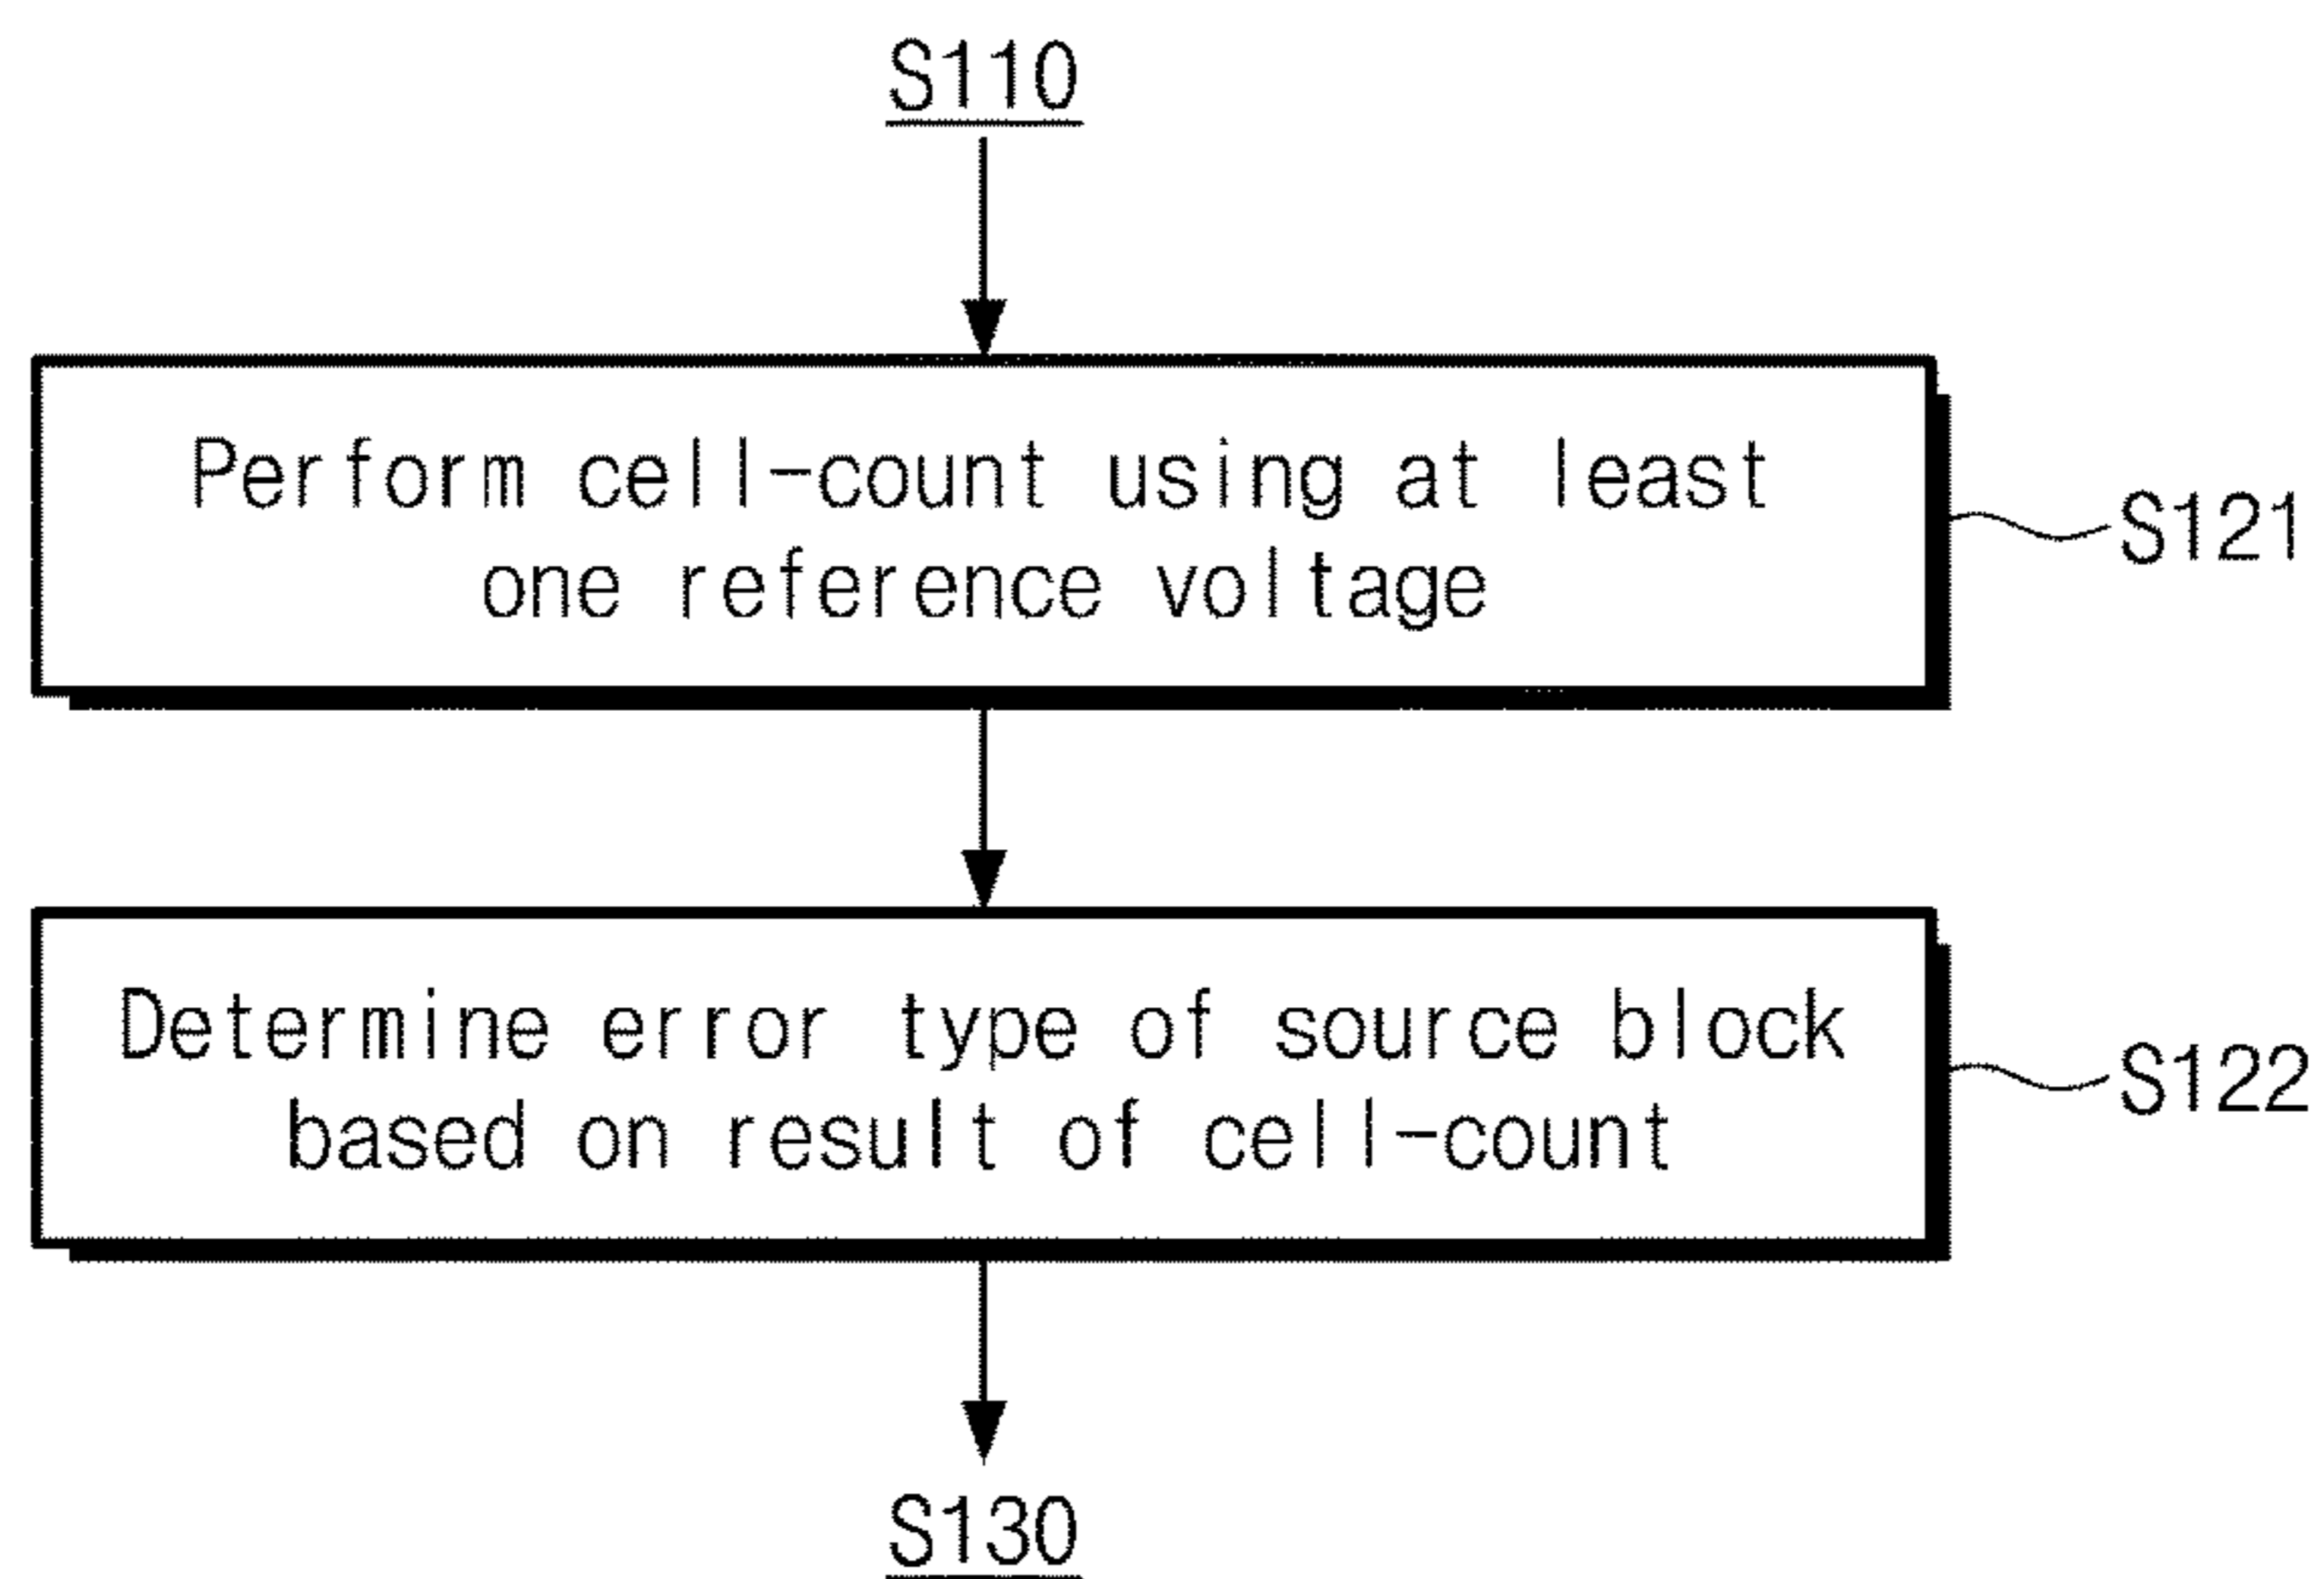 S110
Perform cell-count using at least
one reference voltage
S121
Determine error type of source block
based on result of cell-count
S122
S130